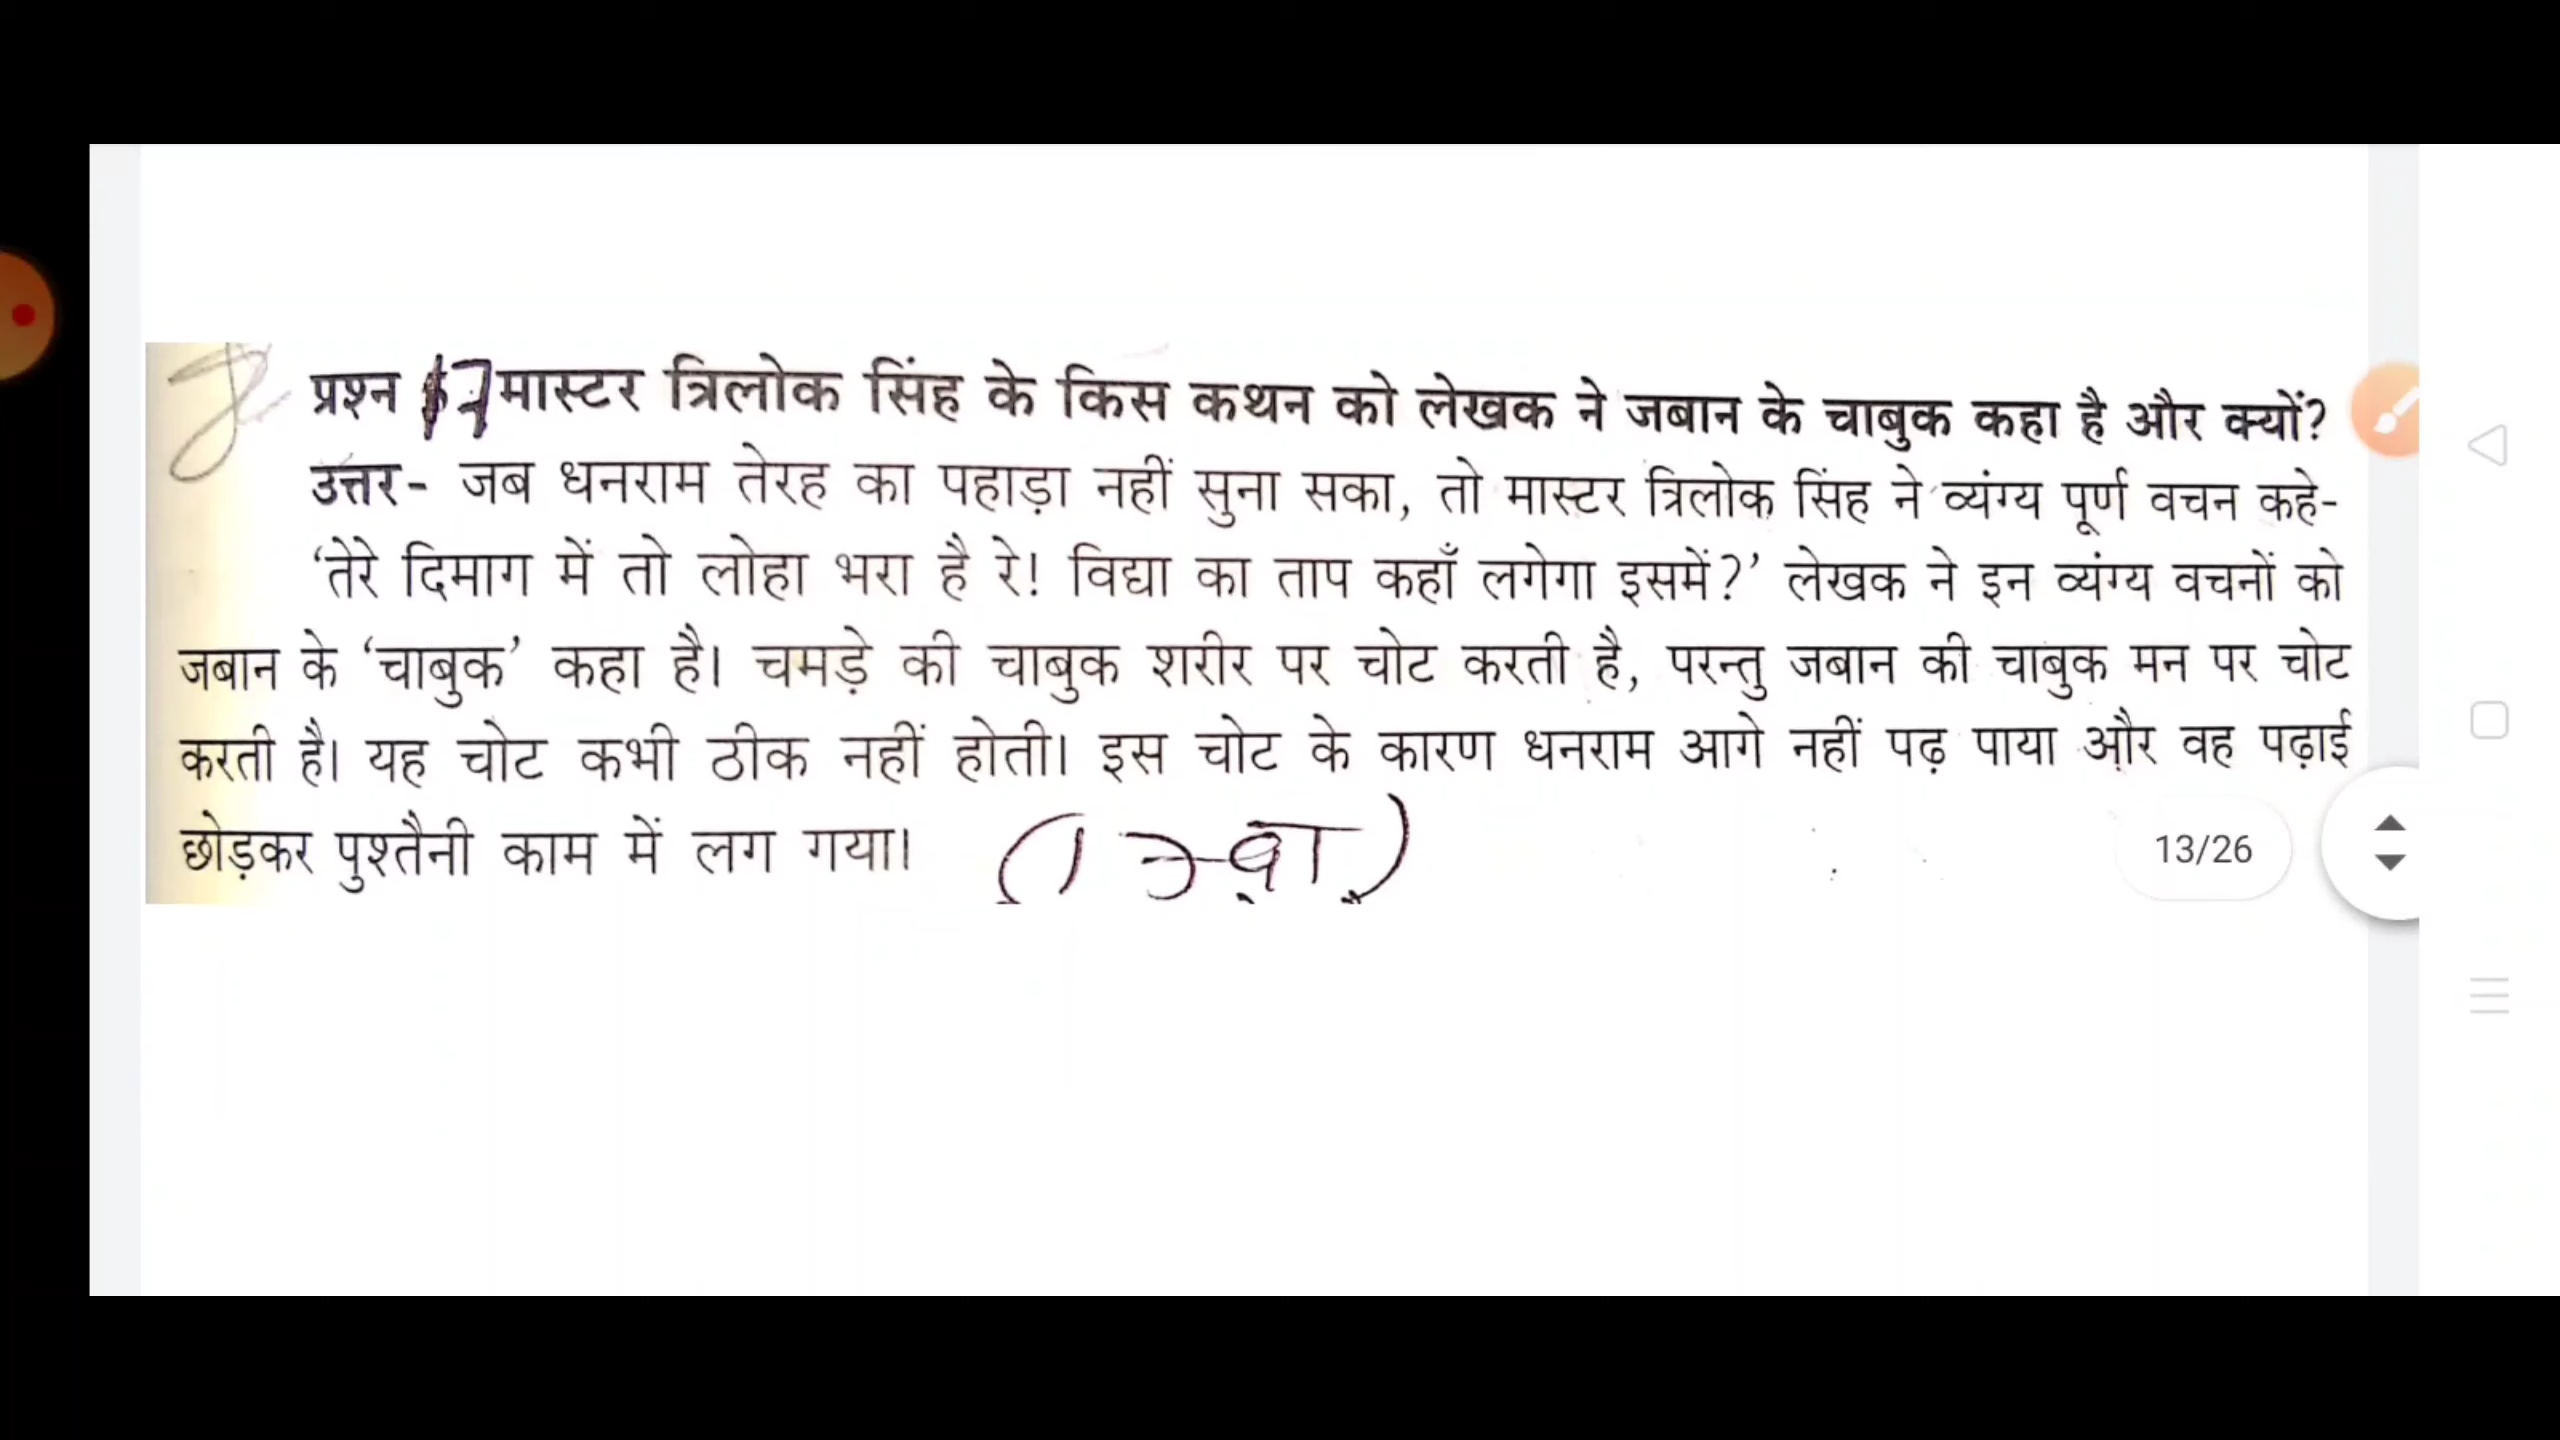 प्रश्न 17 मास्टर त्रिलोक सिंह के किस कथन को लेखक ने जबान के चाबुक कहा है और क्यों?
उत्तर- जब धनराम तेरह का पहाड़ा नहीं सुना सका, तो मास्टर त्रिलोक सिंह ने व्यंग्य पूर्ण वचन कहे-
‘तेरे दिमाग में तो लोहा भरा है रे! विद्या का ताप कहाँ लगेगा इसमें?’ लेखक ने इन व्यंग्य वचनों को
जबान के ‘चाबुक’ कहा है। चमड़े की चाबुक शरीर पर चोट करती है, परन्तु जबान की चाबुक मन पर चोट
करती है। यह चोट कभी ठीक नहीं होती। इस चोट के कारण धनराम आगे नहीं पढ़ पाया और वह पढ़ाई
छोड़कर पुश्तैनी काम में लग गया।
13/26